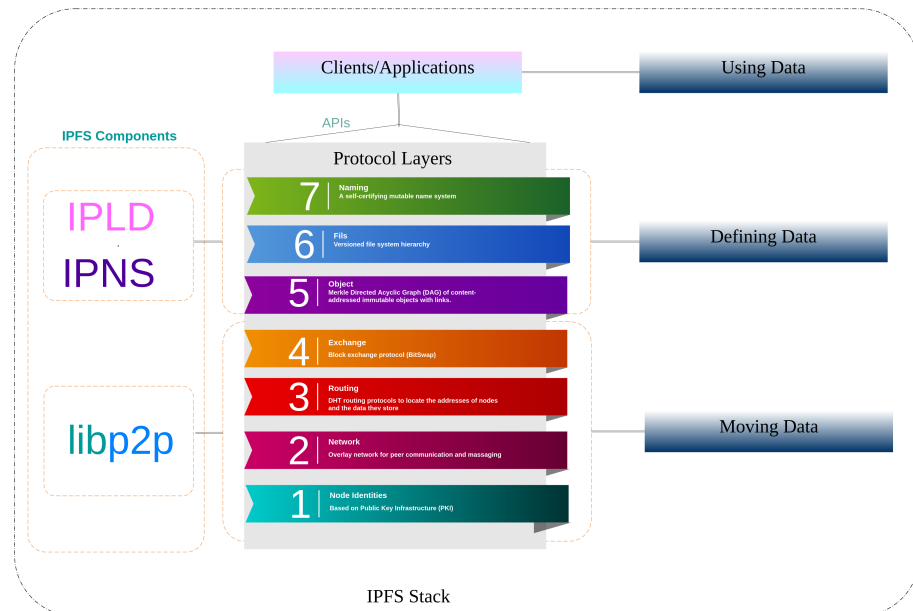 Clients/Applications
Using Data
APIs
IPFS Components
Protocol Layers
7
Naming
A self-certifying mutable name system
IPLD
IPNS
6
Fils
Versioned file system hierarchy
Defining Data
5
Object
Merkle Directed Acyclic Graph (DAG) of content-
addressed immutable objects with links.
4
Exchange
Block exchange protocol (BitSwap)
3
Routing
DHT routing protocols to locate the addresses of nodes
and the data they store
Moving Data
libp2p
2
Network
Overlay network for peer communication and massaging
1
Node Identities
Based on Public Key Infrastructure (PKI)
IPFS Stack